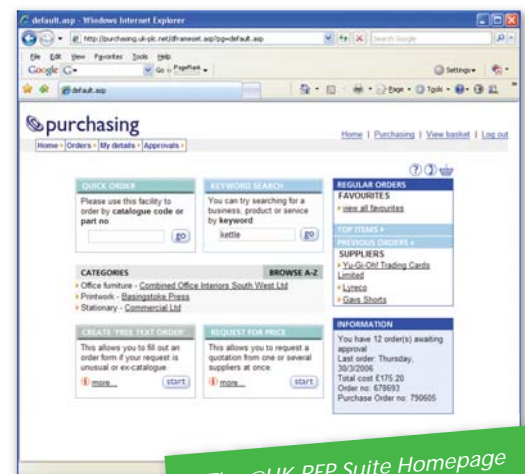 default.asp - Windows Internet Explorer
http://purchasing.uk-plc.net/dframeset.asp?pg=default.asp
Search Google
File Edit View Favorites Tools Help
Google G Go PageRank Settings
default.asp Page Tools
purchasing
Home | Purchasing | View basket | Log out
Home Orders My details Approvals
QUICK ORDER
Please use this facility to
order by catalogue code or
part no:
go
KEYWORD SEARCH
You can try searching for a
business, product or service
by keyword:
kettle go
REGULAR ORDERS
FAVOURITES
view all favourites
TOP ITEMS
PREVIOUS ORDERS
SUPPLIERS
Yu-Gi-Oh! Trading Cards
Limited
Lyreco
Gavs Shorts
CATEGORIES BROWSE A-Z
Office furniture - Combined Office Interiors South West Ltd
Printwork - Basingstoke Press
Stationary - Commercial Ltd
CREATE 'FREE TEXT ORDER'
This allows you to fill out an
order form if your request is
unusual or ex-catalogue.
more... start
REQUEST FOR PRICE
This allows you to request a
quotation from one or several
suppliers at once.
more... start
INFORMATION
You have 12 order(s) awaiting
approval
Last order: Thursday,
30/3/2006
Total cost £175.20
Order no: 678693
Purchase Order no: 790605
@UK PEP Suite Homepage